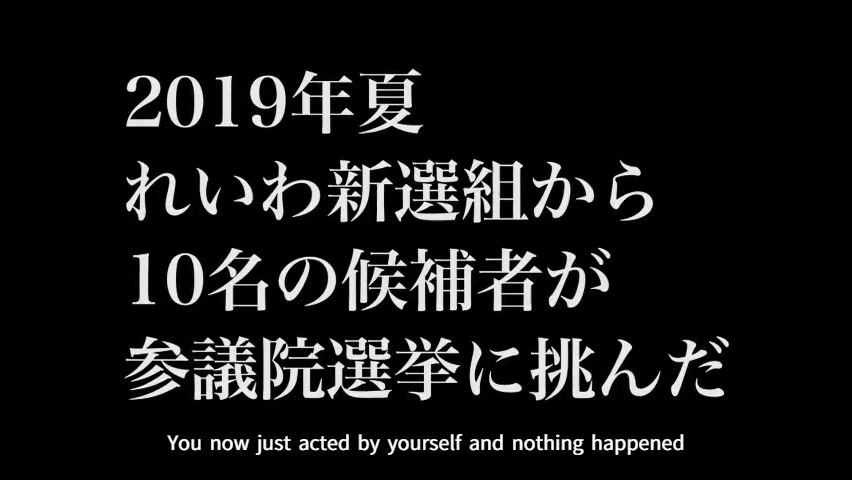 2019年夏
れいわ新選組から
10名の候補者が
参議院選挙に挑んだ
You now just acted by yourself and nothing happened